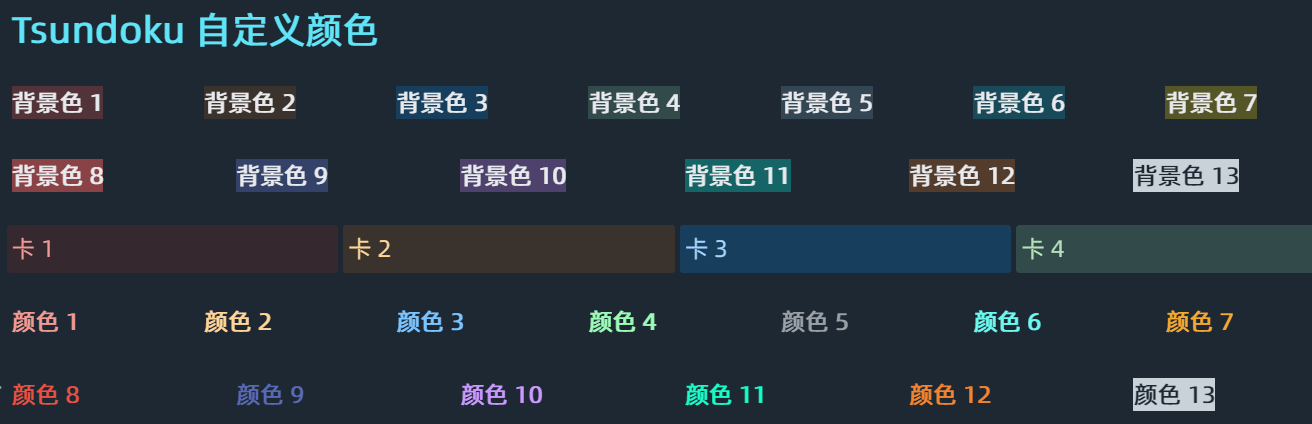 Tsundoku 自定义颜色
背景色 1 背景色 2 背景色 3 背景色 4 背景色 5 背景色 6 背景色 7
背景色 8 背景色 9 背景色 10 背景色 11 背景色 12 背景色 13
卡 1 卡 2 卡 3 卡 4
颜色 1 颜色 2 颜色 3 颜色 4 颜色 5 颜色 6 颜色 7
颜色 8 颜色 9 颜色 10 颜色 11 颜色 12 颜色 13